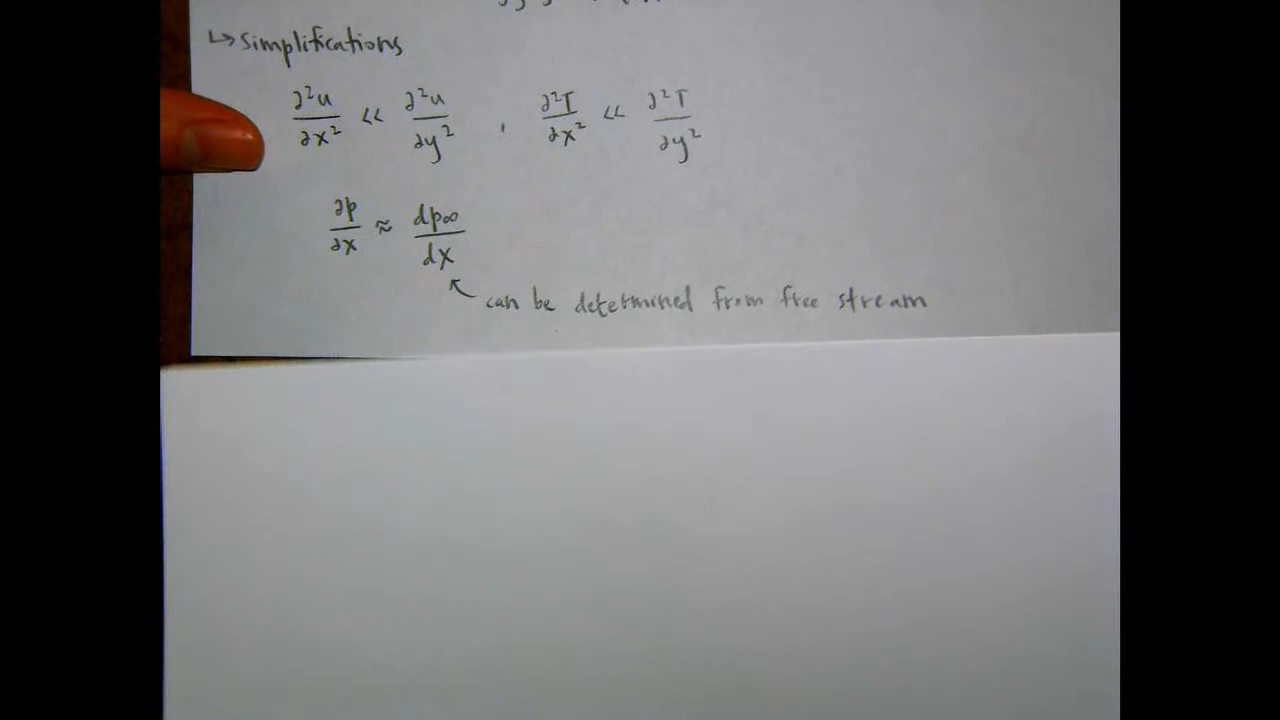 ↳ Simplifications
∂²u/∂x² << ∂²u/∂y² , ∂²T/∂x² << ∂²T/∂y²
∂p/∂x ≈ dp∞/dx
can be determined from free stream